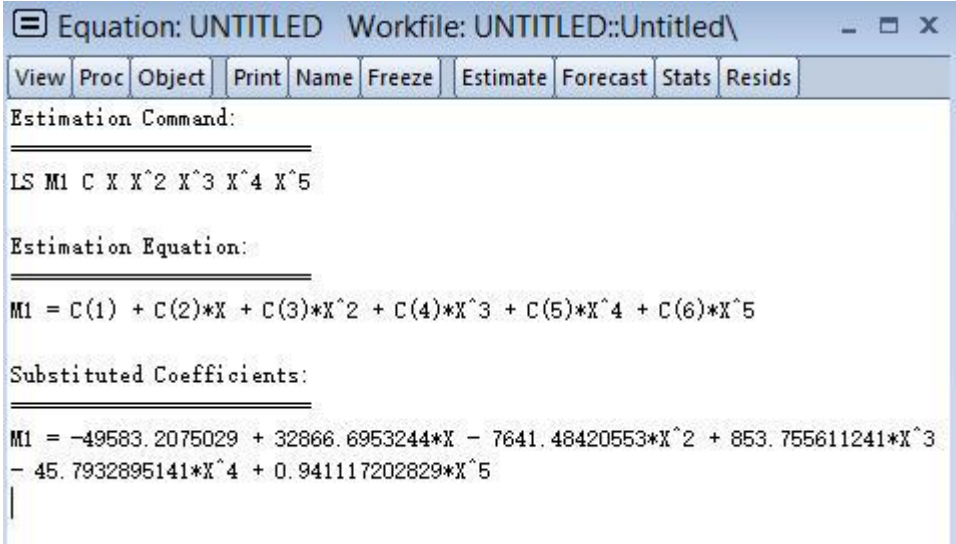 Equation: UNTITLED Workfile: UNTITLED::Untitled\
View Proc Object Print Name Freeze Estimate Forecast Stats Resids
Estimation Command:
LS M1 C X X^2 X^3 X^4 X^5
Estimation Equation:
M1 = C(1) + C(2)*X + C(3)*X^2 + C(4)*X^3 + C(5)*X^4 + C(6)*X^5
Substituted Coefficients:
M1 = -49583.2075029 + 32866.6953244*X - 7641.48420553*X^2 + 853.755611241*X^3
- 45.7932895141*X^4 + 0.941117202829*X^5